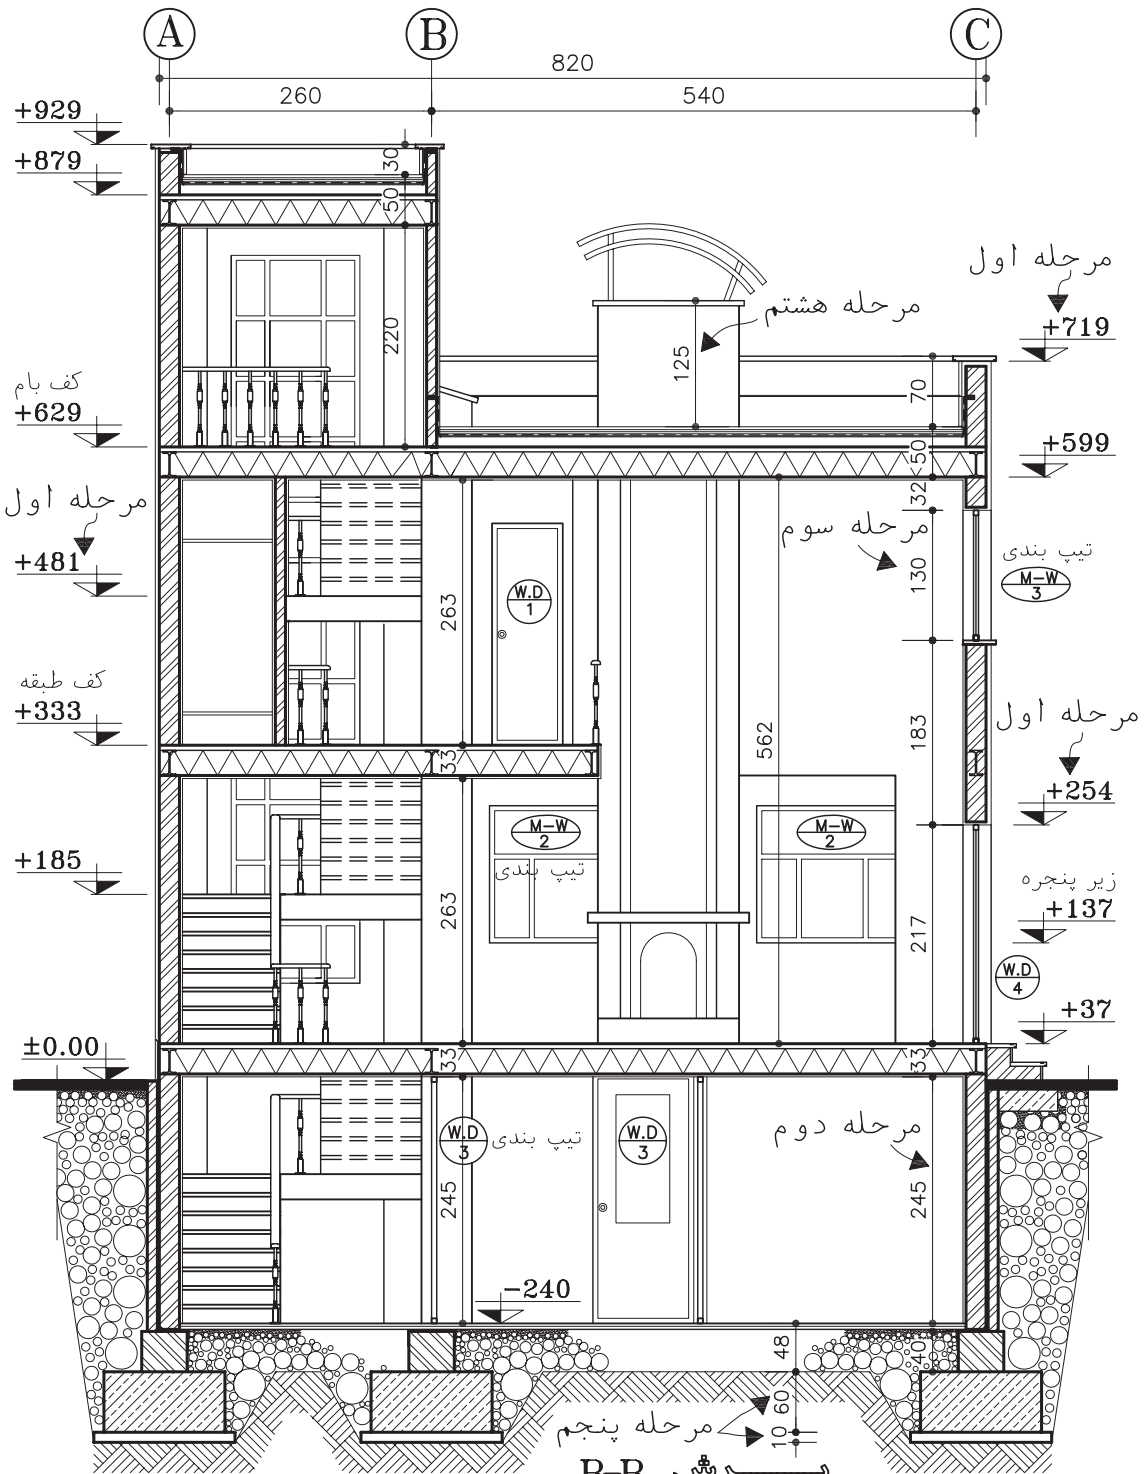 A B C
820
260 540
+929
+879
30
50
220
کف بام
+629
مرحله اول
+481
کف طبقه
+333
+185
±0.00
مرحله هشتم
125
مرحله اول
+719
70
50
+599
32
مرحله سوم
130
تیپ بندی
M-W
3
W.D
1
263
562
183
مرحله اول
+254
33
M-W
2
تیپ بندی
M-W
2
زیر پنجره
+137
263
217
W.D
4
+37
33
33
W.D
3
تیپ بندی
W.D
3
مرحله دوم
245
245
-240
48
40
60
10
مرحله پنجم
B-B